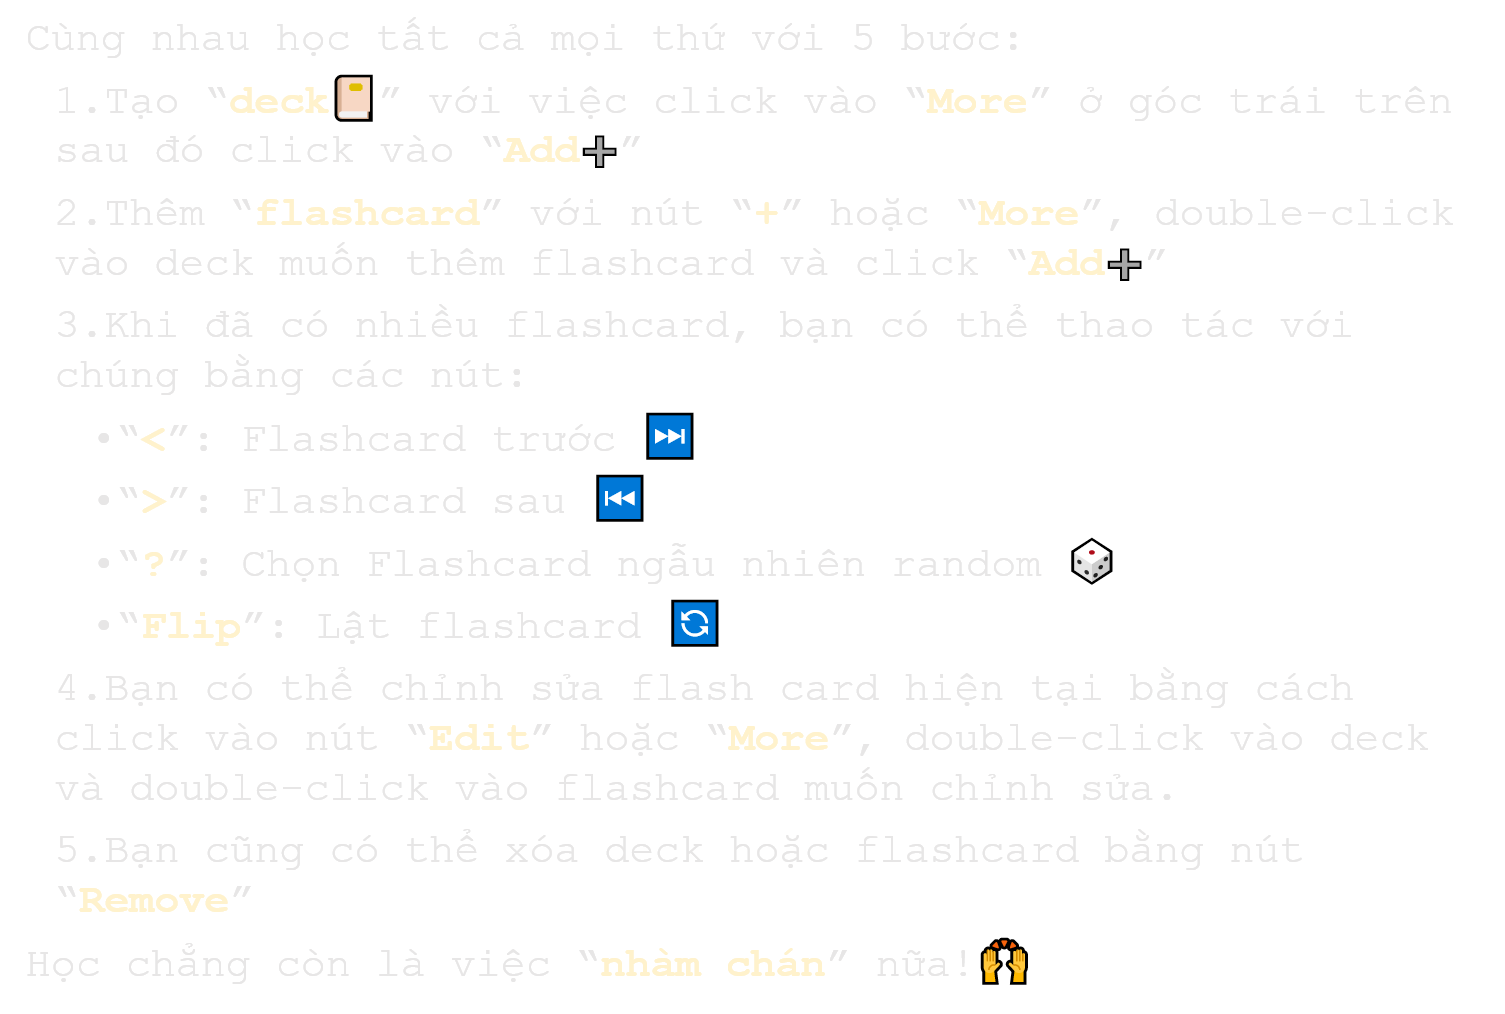 Cùng nhau học tất cả mọi thứ với 5 bước:
1.Tạo “deck📔” với việc click vào “More” ở góc trái trên
sau đó click vào “Add➕”
2.Thêm “flashcard” với nút “+” hoặc “More”, double-click
vào deck muốn thêm flashcard và click “Add➕”
3.Khi đã có nhiều flashcard, bạn có thể thao tác với
chúng bằng các nút:
•“<”: Flashcard trước ⏭
•“>”: Flashcard sau ⏮
•“?”: Chọn Flashcard ngẫu nhiên random 🎲
•“Flip”: Lật flashcard 🔄
4.Bạn có thể chỉnh sửa flash card hiện tại bằng cách
click vào nút “Edit” hoặc “More”, double-click vào deck
và double-click vào flashcard muốn chỉnh sửa.
5.Bạn cũng có thể xóa deck hoặc flashcard bằng nút
“Remove”
Học chẳng còn là việc “nhàm chán” nữa!🙌